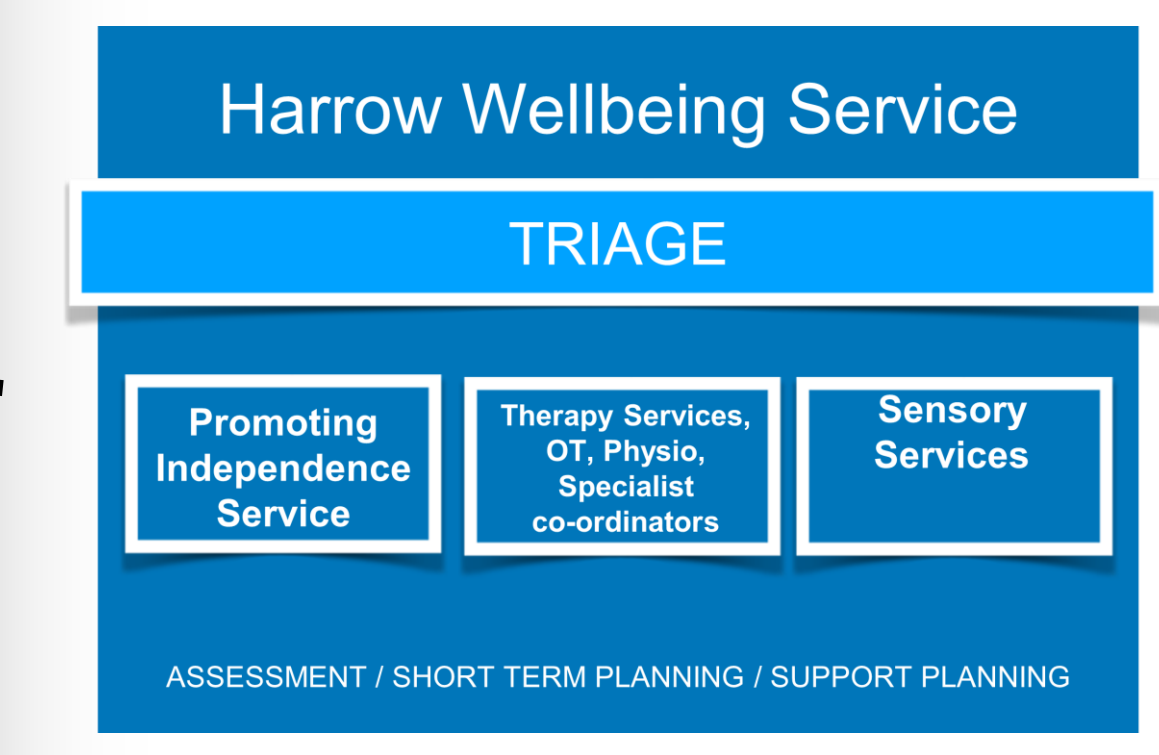 Harrow Wellbeing Service
TRIAGE
Promoting
Independence
Service
Therapy Services,
OT, Physio,
Specialist
co-ordinators
Sensory
Services
ASSESSMENT / SHORT TERM PLANNING / SUPPORT PLANNING